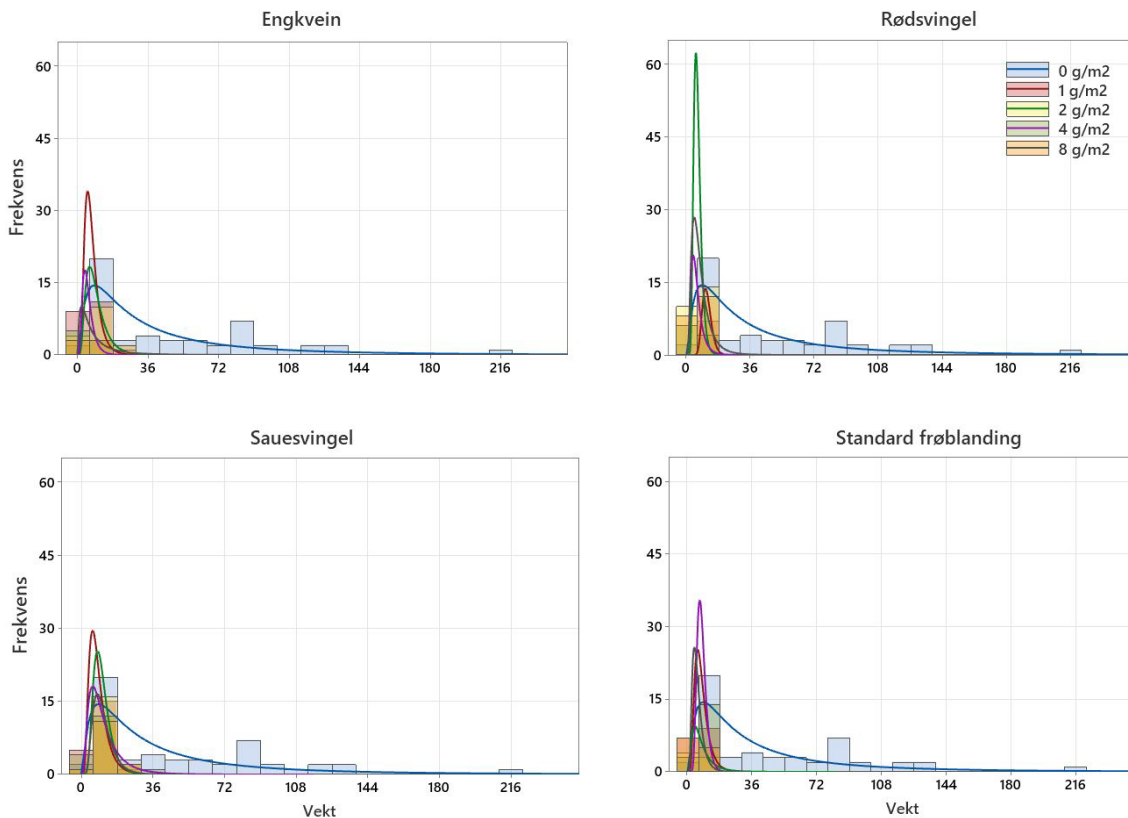 Engkvein
Frekvens
60
45
30
15
0
0 36 72 108 144 180 216
Rødsvingel
60
45
30
15
0
0 36 72 108 144 180 216
0 g/m2
1 g/m2
2 g/m2
4 g/m2
8 g/m2
Sauesvingel
Frekvens
60
45
30
15
0
0 36 72 108 144 180 216
Vekt
Standard frøblanding
60
45
30
15
0
0 36 72 108 144 180 216
Vekt